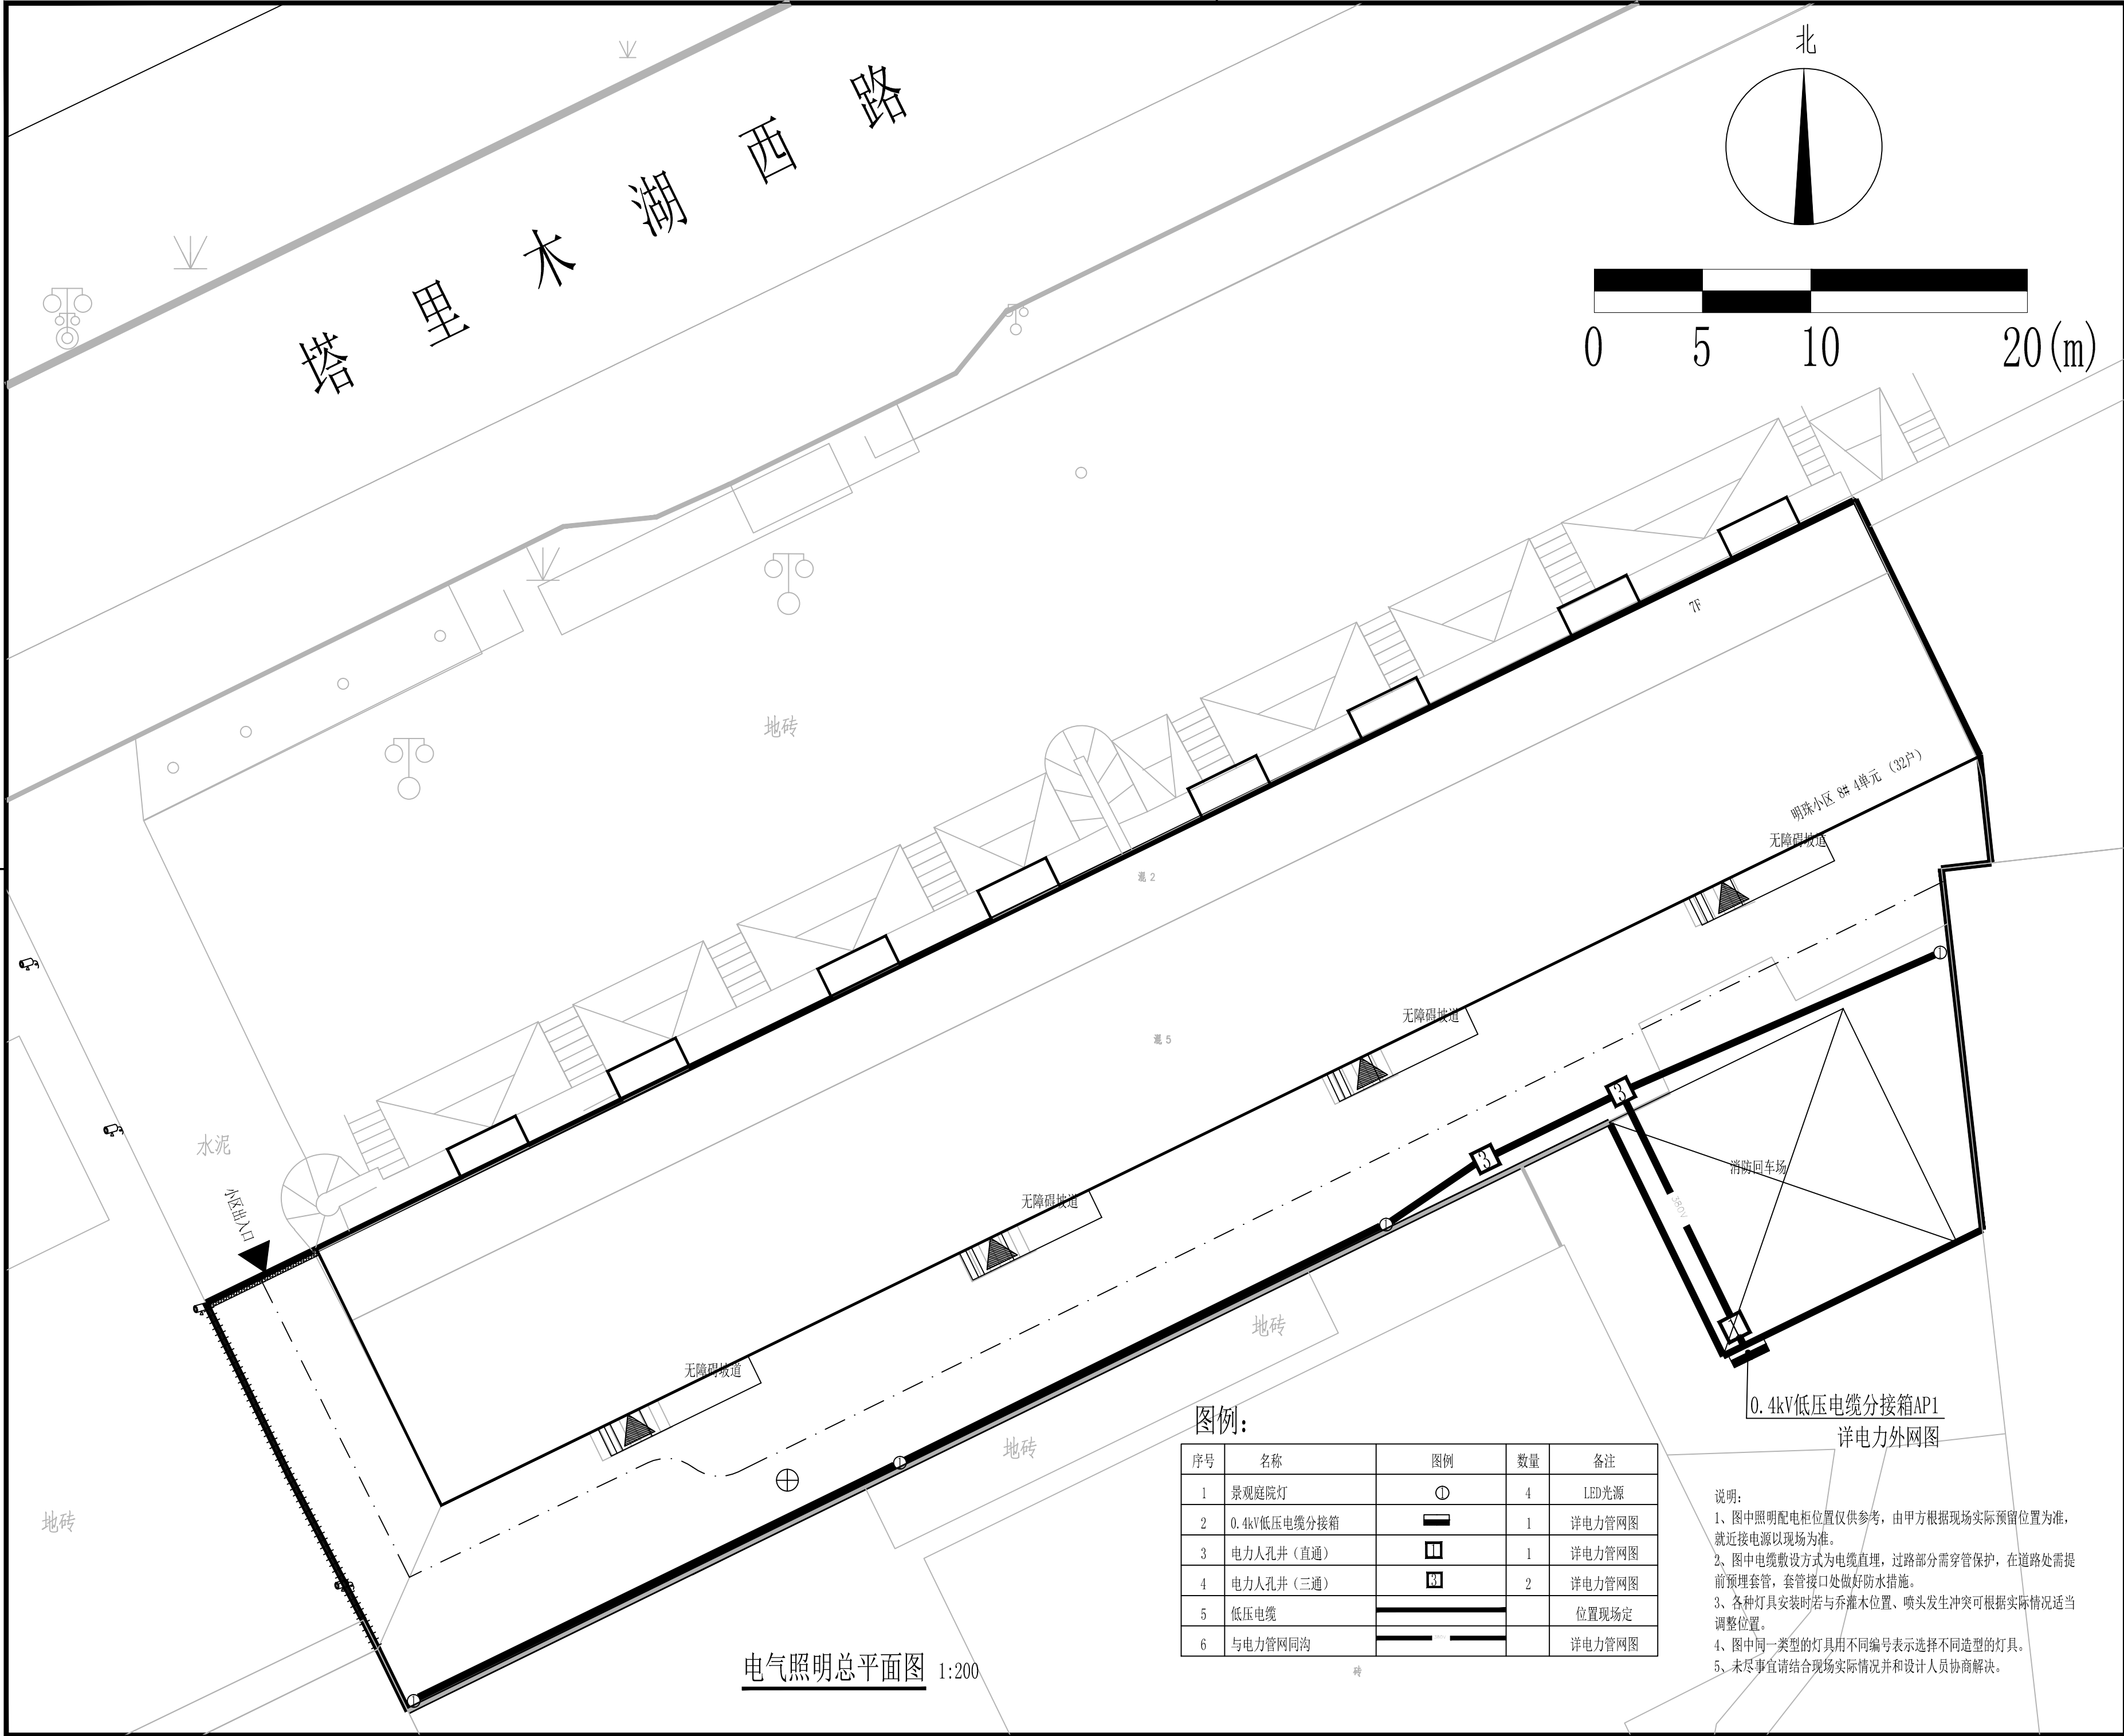 北
塔里木湖西路
0 5 10 20(m)
7F
地砖
明珠小区 8# 4单元 (32户)
无障碍坡道
混 2
无障碍坡道
混 5
水泥
小区出入口
消防回车场
380V
无障碍坡道
地砖
无障碍坡道
0.4kV低压电缆分接箱AP1
详电力外网图
地砖
地砖
3
3
1
图例:
序号 名称 图例 数量 备注
1 景观庭院灯 4 LED光源
2 0.4kV低压电缆分接箱 1 详电力管网图
3 电力人孔井（直通） 1 1 详电力管网图
4 电力人孔井（三通） 3 2 详电力管网图
5 低压电缆 位置现场定
6 与电力管网同沟 详电力管网图
砖
说明:
1、图中照明配电柜位置仅供参考，由甲方根据现场实际预留位置为准，
就近接电源以现场为准。
2、图中电缆敷设方式为电缆直埋，过路部分需穿管保护，在道路处需提
前预埋套管，套管接口处做好防水措施。
3、各种灯具安装时若与乔灌木位置、喷头发生冲突可根据实际情况适当
调整位置。
4、图中同一类型的灯具用不同编号表示选择不同造型的灯具。
5、未尽事宜请结合现场实际情况并和设计人员协商解决。
电气照明总平面图 1:200